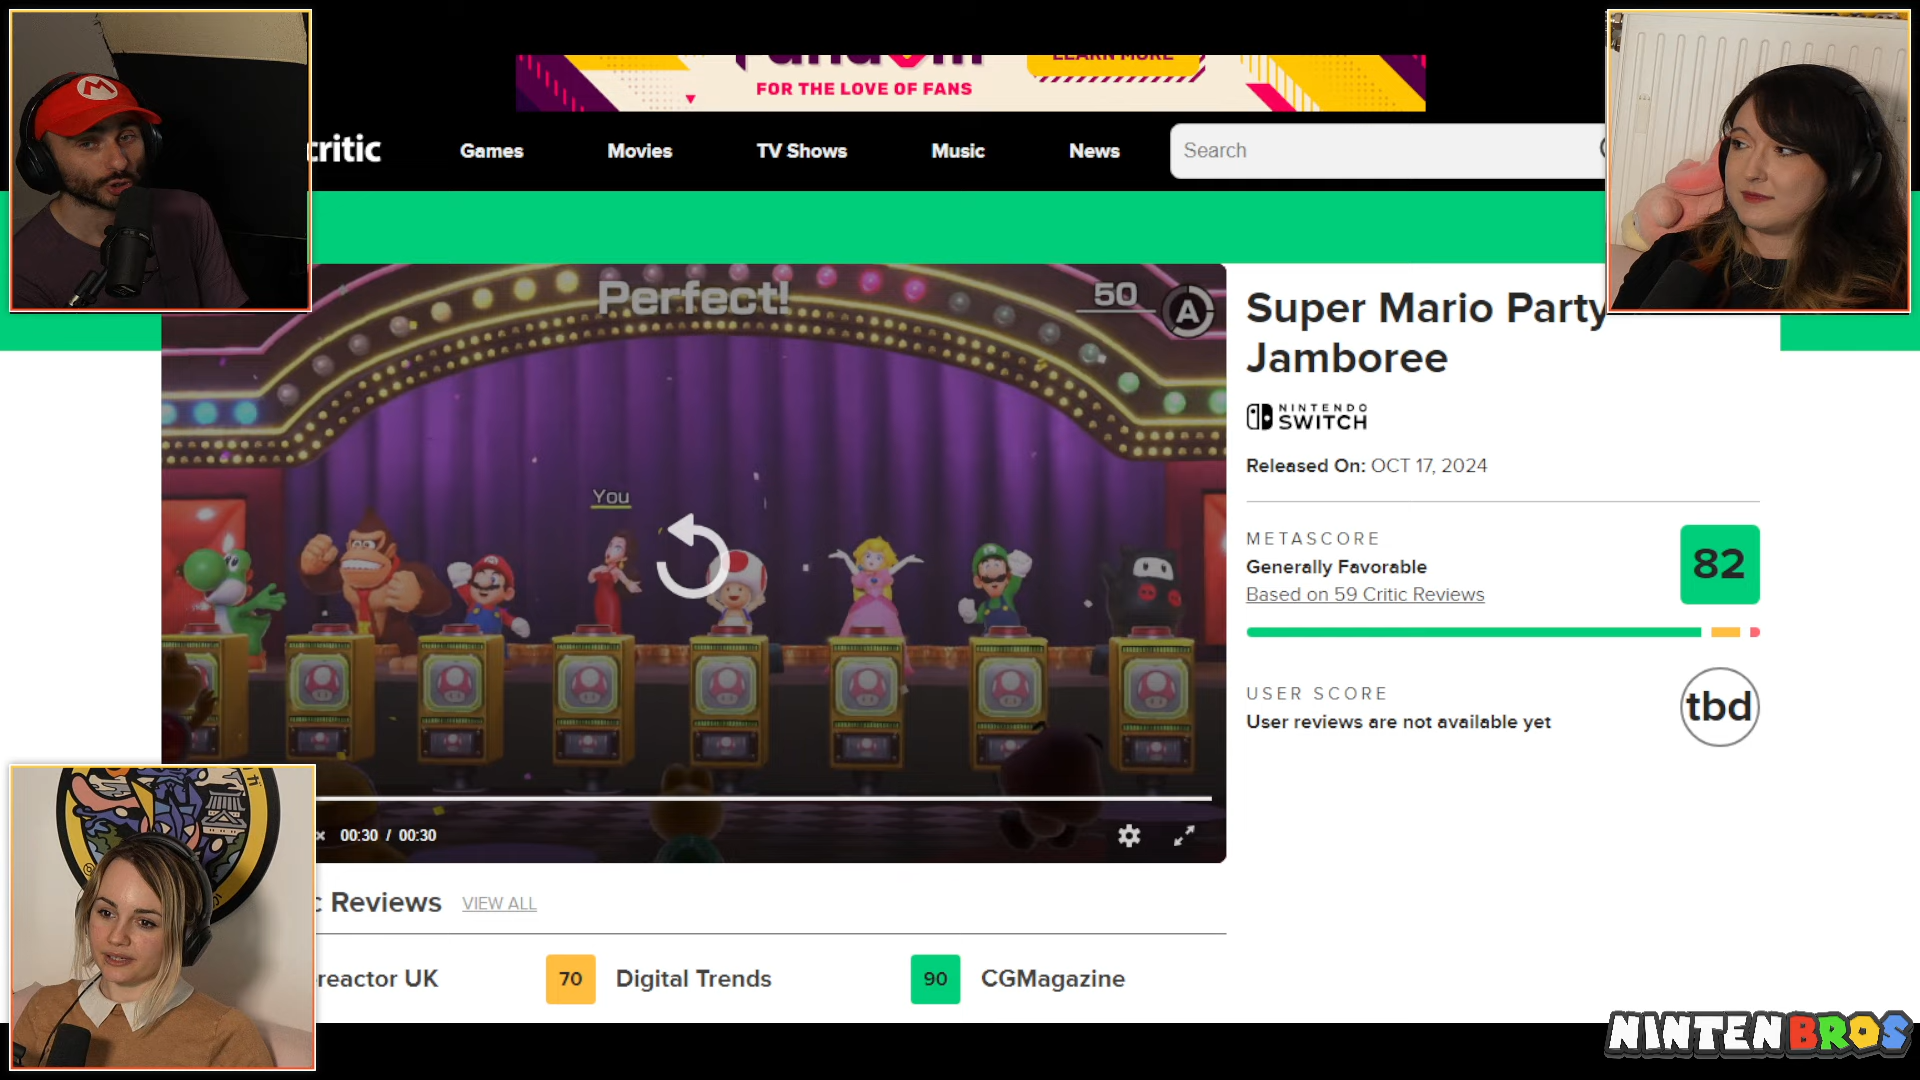 LEARN MORE
FOR THE LOVE OF FANS
critic
Games
Movies
TV Shows
Music
News
Search
M
Perfect!
50
A
You
Super Mario Party
Jamboree
NINTENDO
SWITCH
Released On: OCT 17, 2024
METASCORE
Generally Favorable
Based on 59 Critic Reviews
82
USER SCORE
User reviews are not available yet
tbd
00:30 / 00:30
c Reviews
VIEW ALL
reactor UK
70
Digital Trends
90
CGMagazine
NINTENBROS